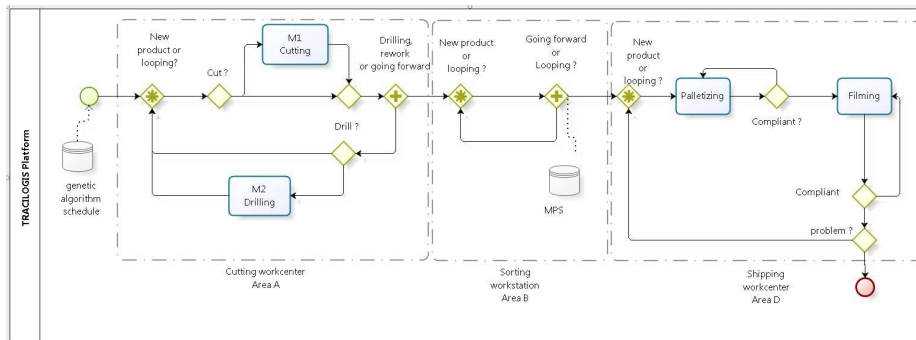 TRACILOGIS Platform
genetic
algorithm
schedule
New
product or
looping?
Cut ?
M1
Cutting
Drilling,
rework
or going forward
Drill ?
M2
Drilling
Cutting workcenter
Area A
New product
or
looping ?
Going forward
or
Looping ?
MPS
Sorting
workstation
Area B
New
product
or
looping ?
Palletizing
Compliant ?
Filming
Compliant
problem ?
Shipping
workcenter
Area D